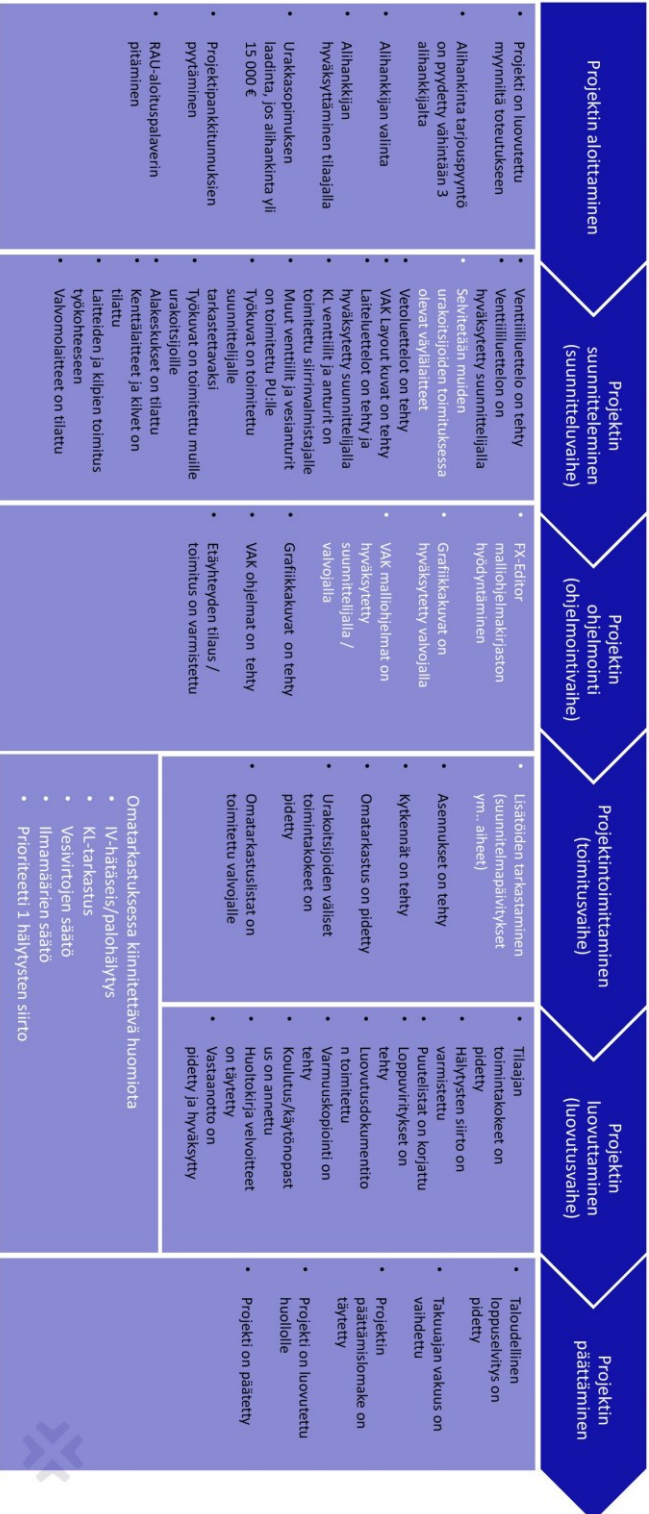 Projektin aloittaminen
• Projekti on luovutettu
myynniltä toteutukseen
• Alihankinta tarjouspyyntö
on pyydetty vähintään 3
alihankkijalta
• Alihankkijan valinta
• Alihankkijan
hyväksyttäminen tilaajalla
• Urakkasopimuksen
laadinta, jos alihankinta yli
15 000 €
• Projektipankkitunnuksien
pyytäminen
• RAU-aloituspalaverin
pitäminen
Projektin
suunnitteleminen
(suunnitteluvaihe)
• Venttiililuettelo on tehty
• Venttiililuettelon on
hyväksytetty suunnittelijalla
• Selvitetään muiden
urakoitsijoiden toimituksessa
olevat väylälaitteet
• Vetoluettelot on tehty
• VAK Layout kuvat on tehty
• Laiteluettelot on tehty ja
hyväksytetty suunnittelijalla
• KL venttiilit ja anturit on
toimitettu siirrinvalmistajalle
• Muut venttiilit ja vesianturit
on toimitettu PU:lle
• Työkuvat on toimitettu
tarkastettavaksi
suunnittelijalle
• Työkuvat on toimitettu muille
urakoitsijoille
• Alakeskukset on tilattu
• Kenttälaitteet ja kilvet on
tilattu
• Laitteiden ja kilpien toimitus
työkohteeseen
• Valvomolaitteet on tilattu
Projektin
ohjelmointi
(ohjelmointivaihe)
• FX-Editor
malliohjelmakirjaston
hyödyntäminen
• Grafiikkakuvat on
hyväksytetty valvojalla
• VAK malliohjelmat on
hyväksytetty
suunnittelijalla /
valvojalla
• Grafiikkakuvat on tehty
• VAK ohjelmat on tehty
• Etäyhteyden tilaus /
toimitus on varmistettu
Projektintoimittaminen
(toimitusvaihe)
• Lisätöiden tarkastaminen
(suunnitelmapäivitykset
ym.. aiheet)
• Asennukset on tehty
• Kytkennät on tehty
• Omatarkastus on pidetty
• Urakoitsijoiden väliset
toimintakokeet on
pidetty
• Omatarkastuslistat on
toimitettu valvojalle
Projektin
luovuttaminen
(luovutusvaihe)
• Tilaajan
toimintakokeet on
pidetty
• Hälytysten siirto on
varmistettu
• Puutelistat on korjattu
• Loppuviritykset on
tehty
• Luovutusdokumentito
n toimitettu
• Varmuuskopiointi on
tehty
• Koulutus/käytönopast
us on annettu
• Huoltokirja velvoitteet
on täytetty
• Vastaanotto on
pidetty ja hyväksytty
Omatarkastuksessa kiinnitettävä huomiota
• IV-hätäseis/palohälytys
• KL-tarkastus
• Vesivirtojen säätö
• Ilmamäärien säätö
• Prioriteetti 1 hälytysten siirto
Projektin
päättäminen
• Taloudellinen
loppuselvitys on
pidetty
• Takuuajan vakuus on
vaihdettu
• Projektin
päättämislomake on
täytetty
• Projekti on luovutettu
huollolle
• Projekti on päätetty